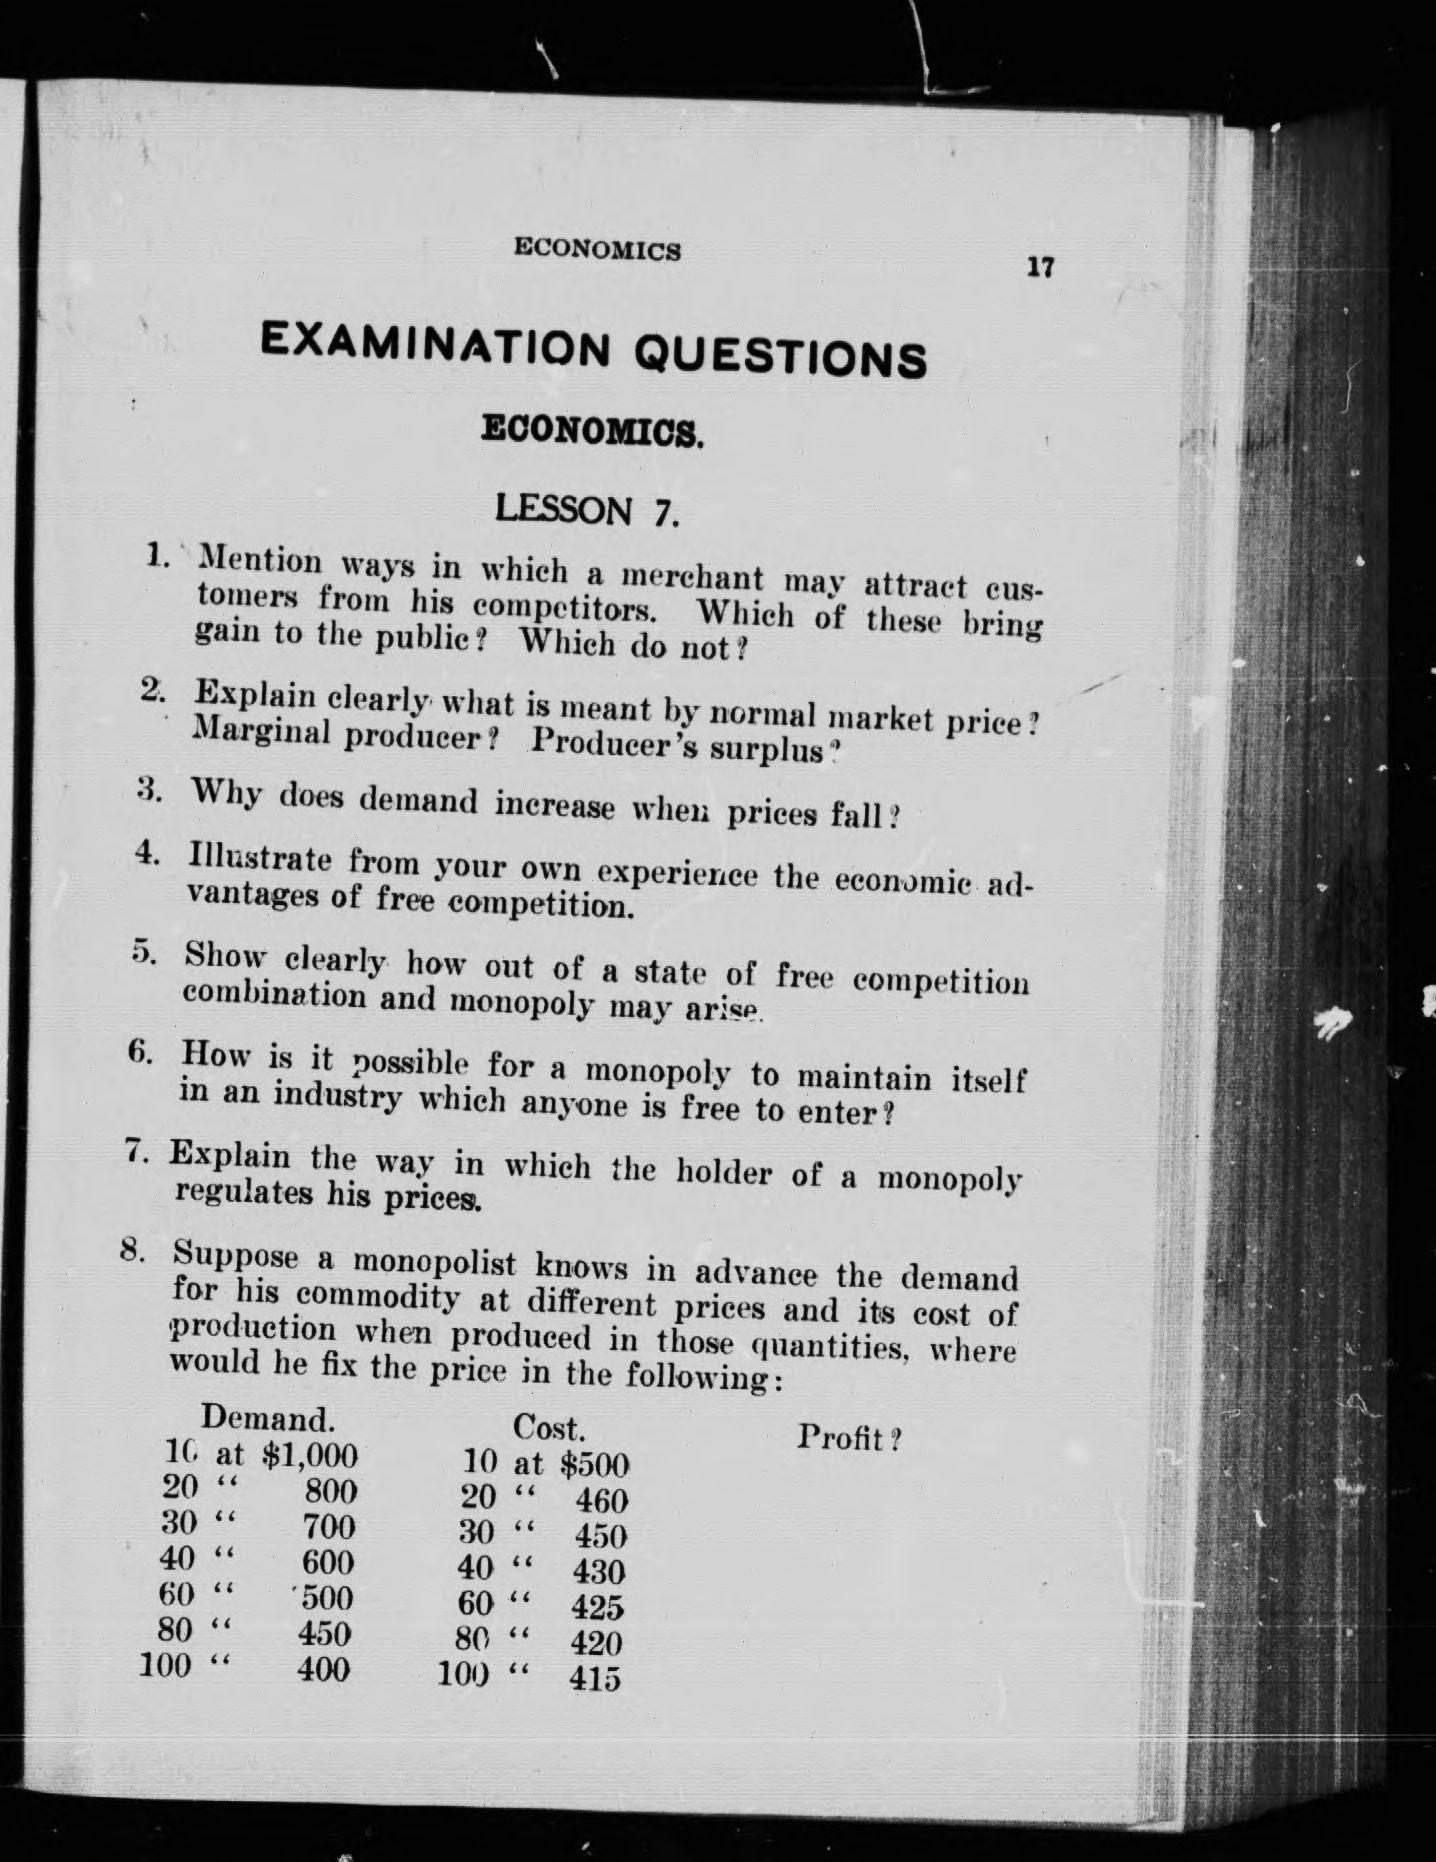 ECONOMICS
17
EXAMINATION QUESTIONS
ECONOMICS.
LESSON 7.
1. Mention ways in which a merchant may attract cus-
tomers from his competitors. Which of these bring
gain to the public? Which do not?
2. Explain clearly what is meant by normal market price?
Marginal producer? Producer's surplus?
3. Why does demand increase when prices fall?
4. Illustrate from your own experience the economic ad-
vantages of free competition.
5. Show clearly how out of a state of free competition
combination and monopoly may arise.
6. How is it possible for a monopoly to maintain itself
in an industry which anyone is free to enter?
7. Explain the way in which the holder of a monopoly
regulates his prices.
8. Suppose a monopolist knows in advance the demand
for his commodity at different prices and its cost of
production when produced in those quantities, where
would he fix the price in the following:
Demand. Cost. Profit?
10 at $1,000 10 at $500
20 " 800 20 " 460
30 " 700 30 " 450
40 " 600 40 " 430
60 " 500 60 " 425
80 " 450 80 " 420
100 " 400 100 " 415